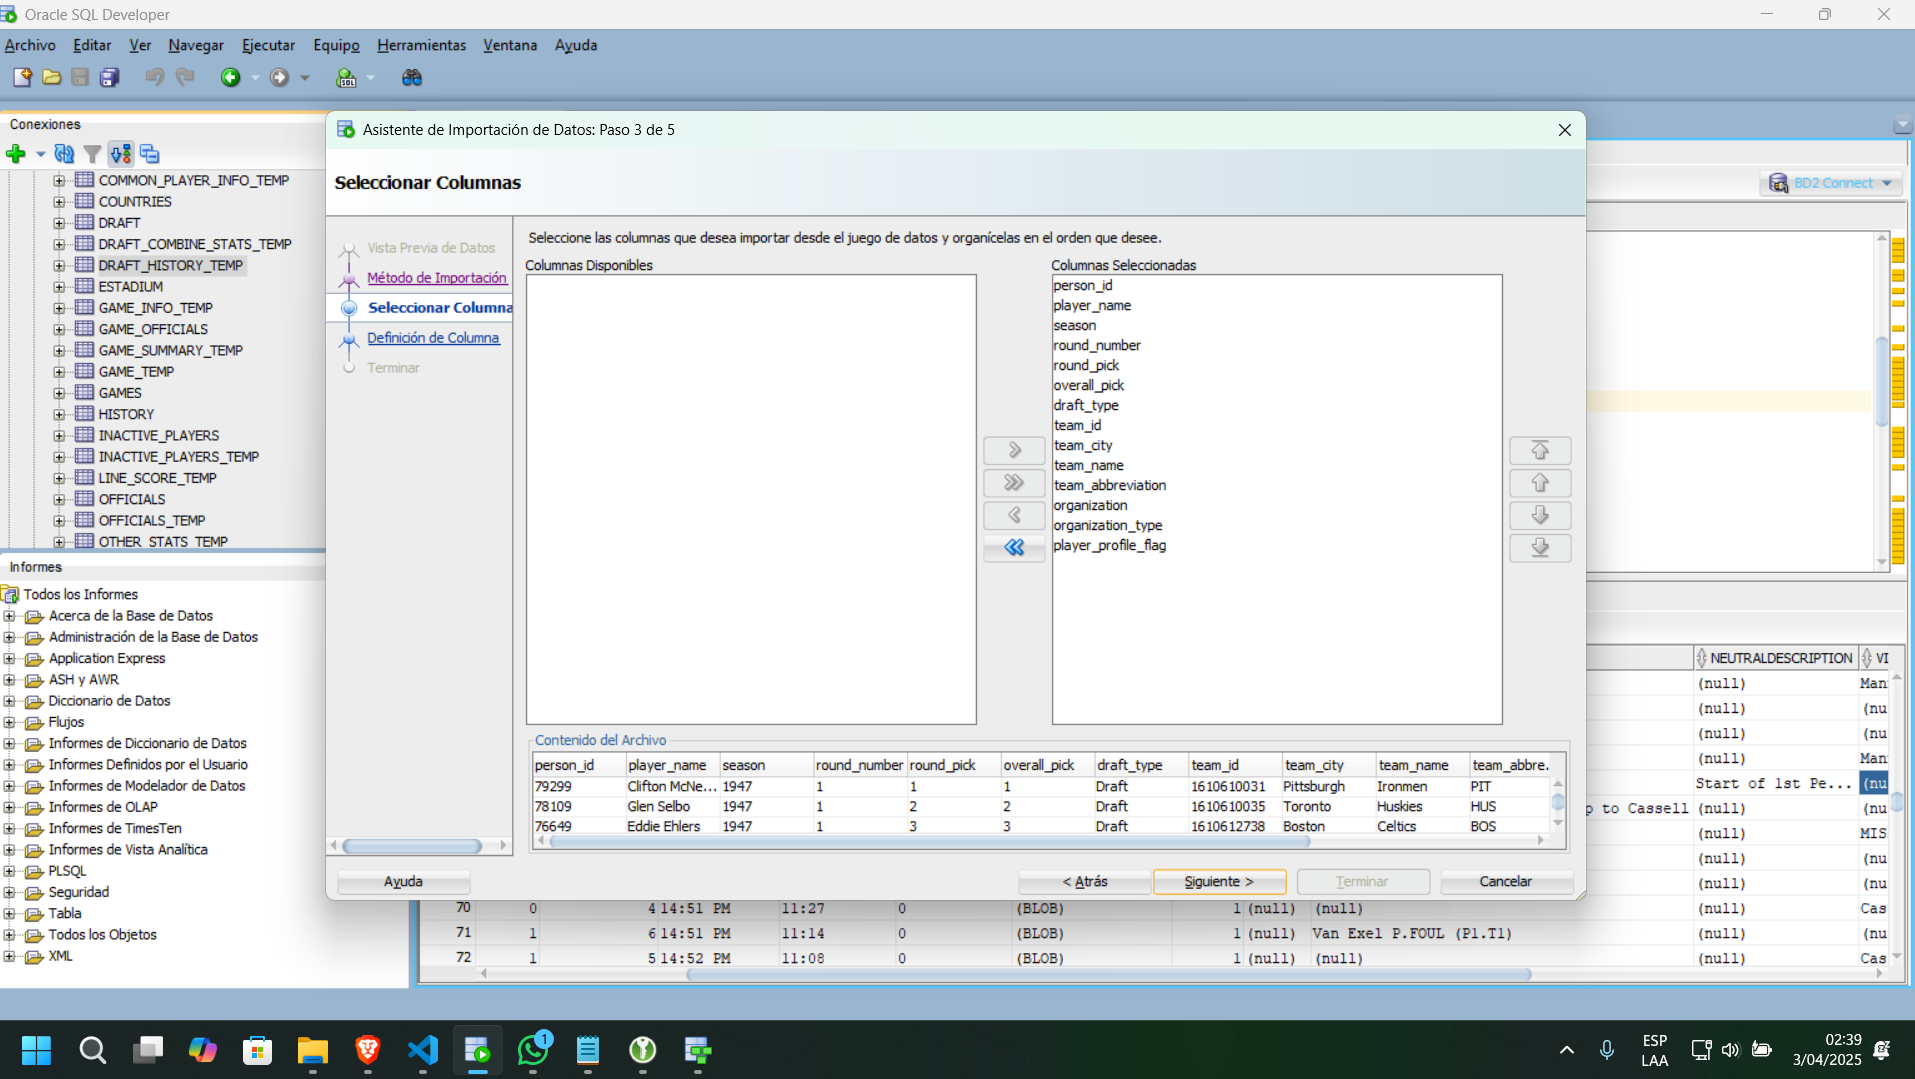 Oracle SQL Developer
Archivo Editar Ver Navegar Ejecutar Equipo Herramientas Ventana Ayuda
Conexiones
COMMON_PLAYER_INFO_TEMP
COUNTRIES
DRAFT
DRAFT_COMBINE_STATS_TEMP
DRAFT_HISTORY_TEMP
ESTADIUM
GAME_INFO_TEMP
GAME_OFFICIALS
GAME_SUMMARY_TEMP
GAME_TEMP
GAMES
HISTORY
INACTIVE_PLAYERS
INACTIVE_PLAYERS_TEMP
LINE_SCORE_TEMP
OFFICIALS
OFFICIALS_TEMP
OTHER_STATS_TEMP
Informes
Todos los Informes
Acerca de la Base de Datos
Administración de la Base de Datos
Application Express
ASH y AWR
Diccionario de Datos
Flujos
Informes de Diccionario de Datos
Informes Definidos por el Usuario
Informes de Modelador de Datos
Informes de OLAP
Informes de TimesTen
Informes de Vista Analítica
PLSQL
Seguridad
Tabla
Todos los Objetos
XML
Asistente de Importación de Datos: Paso 3 de 5
Seleccionar Columnas
Vista Previa de Datos
Método de Importación
Seleccionar Columna
Definición de Columna
Terminar
Seleccione las columnas que desea importar desde el juego de datos y organícelas en el orden que desee.
Columnas Disponibles
Columnas Seleccionadas
person_id
player_name
season
round_number
round_pick
overall_pick
draft_type
team_id
team_city
team_name
team_abbreviation
organization
organization_type
player_profile_flag
Contenido del Archivo
person_id player_name season round_number round_pick overall_pick draft_type team_id team_city team_name team_abbre.
79299 Clifton McNe... 1947 1 1 1 Draft 1610610031 Pittsburgh Ironmen PIT
78109 Glen Selbo 1947 1 2 2 Draft 1610610035 Toronto Huskies HUS
76649 Eddie Ehlers 1947 1 3 3 Draft 1610612738 Boston Celtics BOS
Ayuda < Atrás Siguiente > Terminar Cancelar
BD2 Connect
NEUTRALDESCRIPTION VI
(null) Man
(null) (nu
(null) (nu
(null) Man
Start of 1st Pe... (nu
p to Cassell (null) (nu
(null) MIS
(null) (nu
(null) (nu
70 0 4 14:51 PM 11:27 0 (BLOB) 1 (null) (null) (null) Cas
71 1 6 14:51 PM 11:14 0 (BLOB) 1 (null) Van Exel P.FOUL (P1.T1) (null) (nu
72 1 5 14:52 PM 11:08 0 (BLOB) 1 (null) (null) (null) Cas
1
ESP
LAA
02:39
3/04/2025